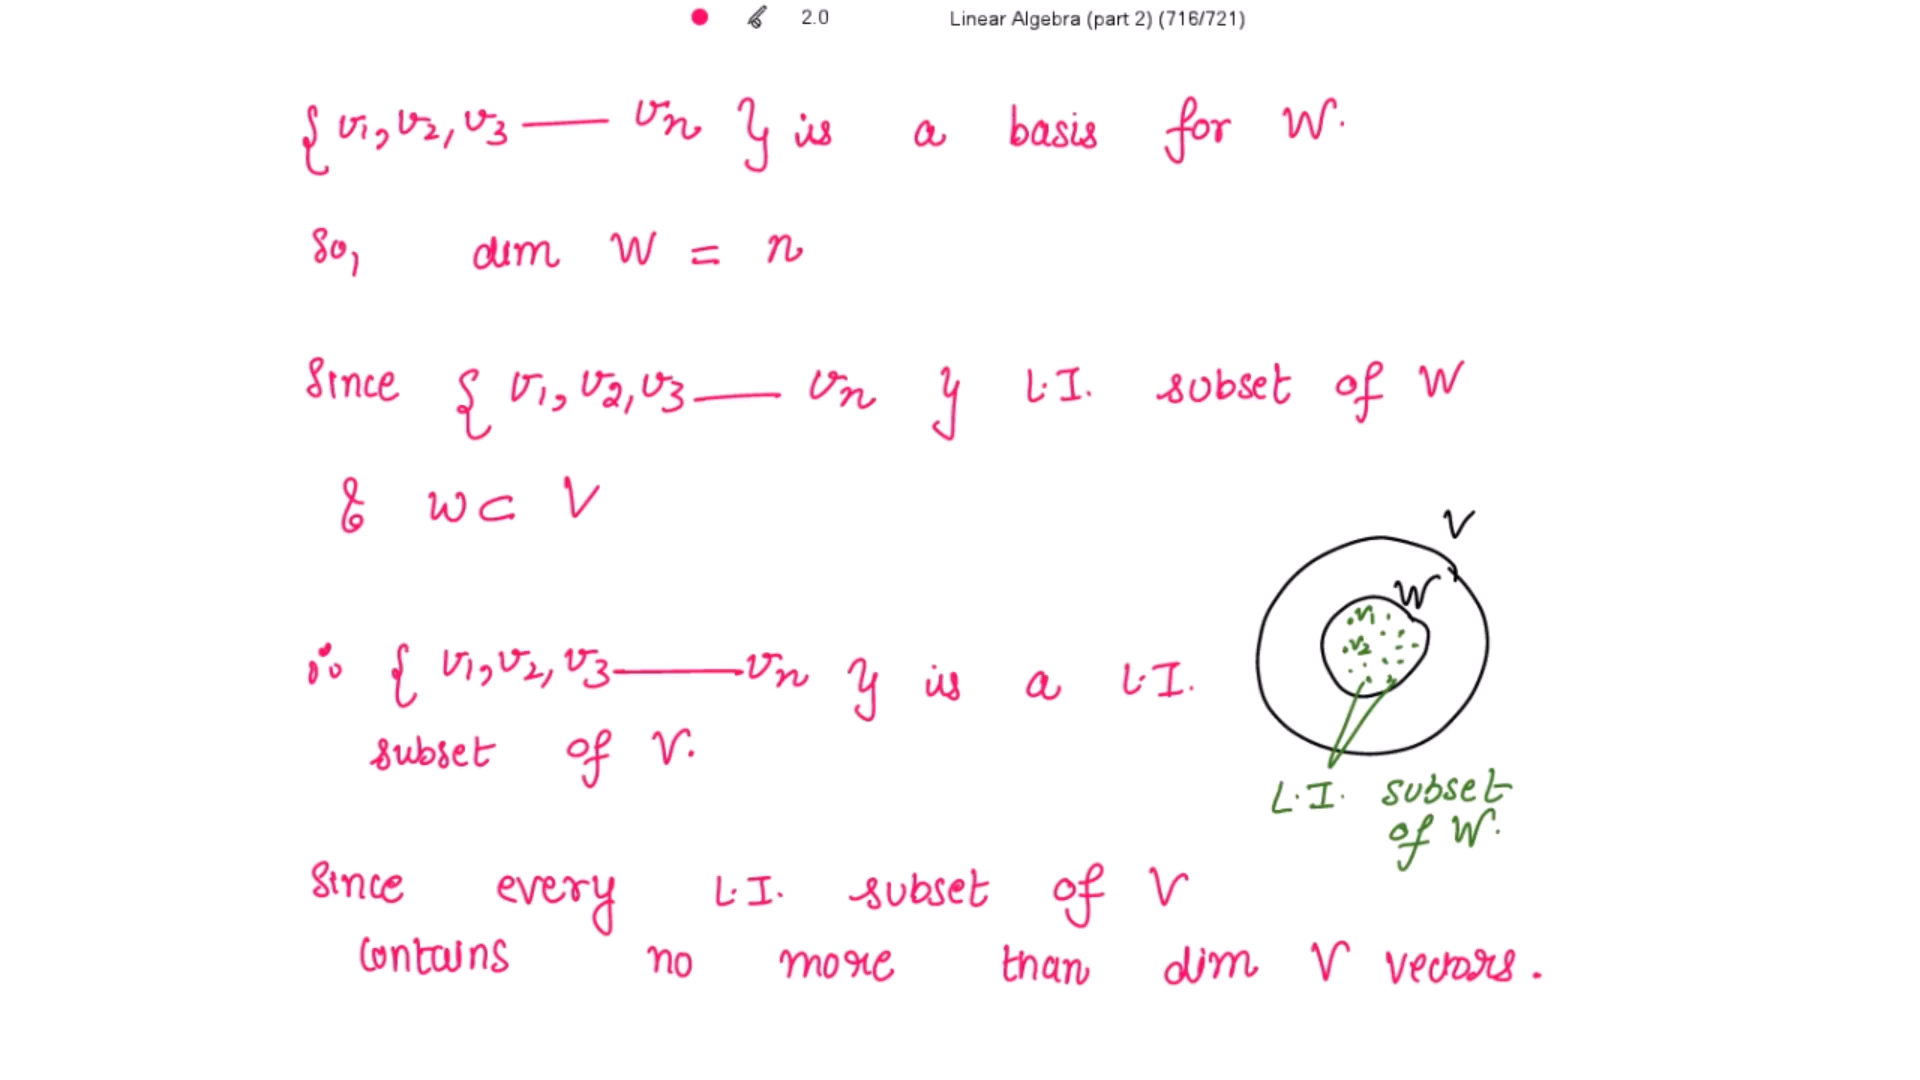 2.0 Linear Algebra (part 2) (716/721)
{ v1, v2, v3 — vn } is a basis for W.
So, dim W = n
Since { v1, v2, v3 — vn } L.I. subset of W
& W ⊂ V
V
W
v1
v2
∴ { v1, v2, v3 — vn } is a L.I.
subset of V.
L.I. subset
of W.
Since every L.I. subset of V
contains no more than dim V vectors.